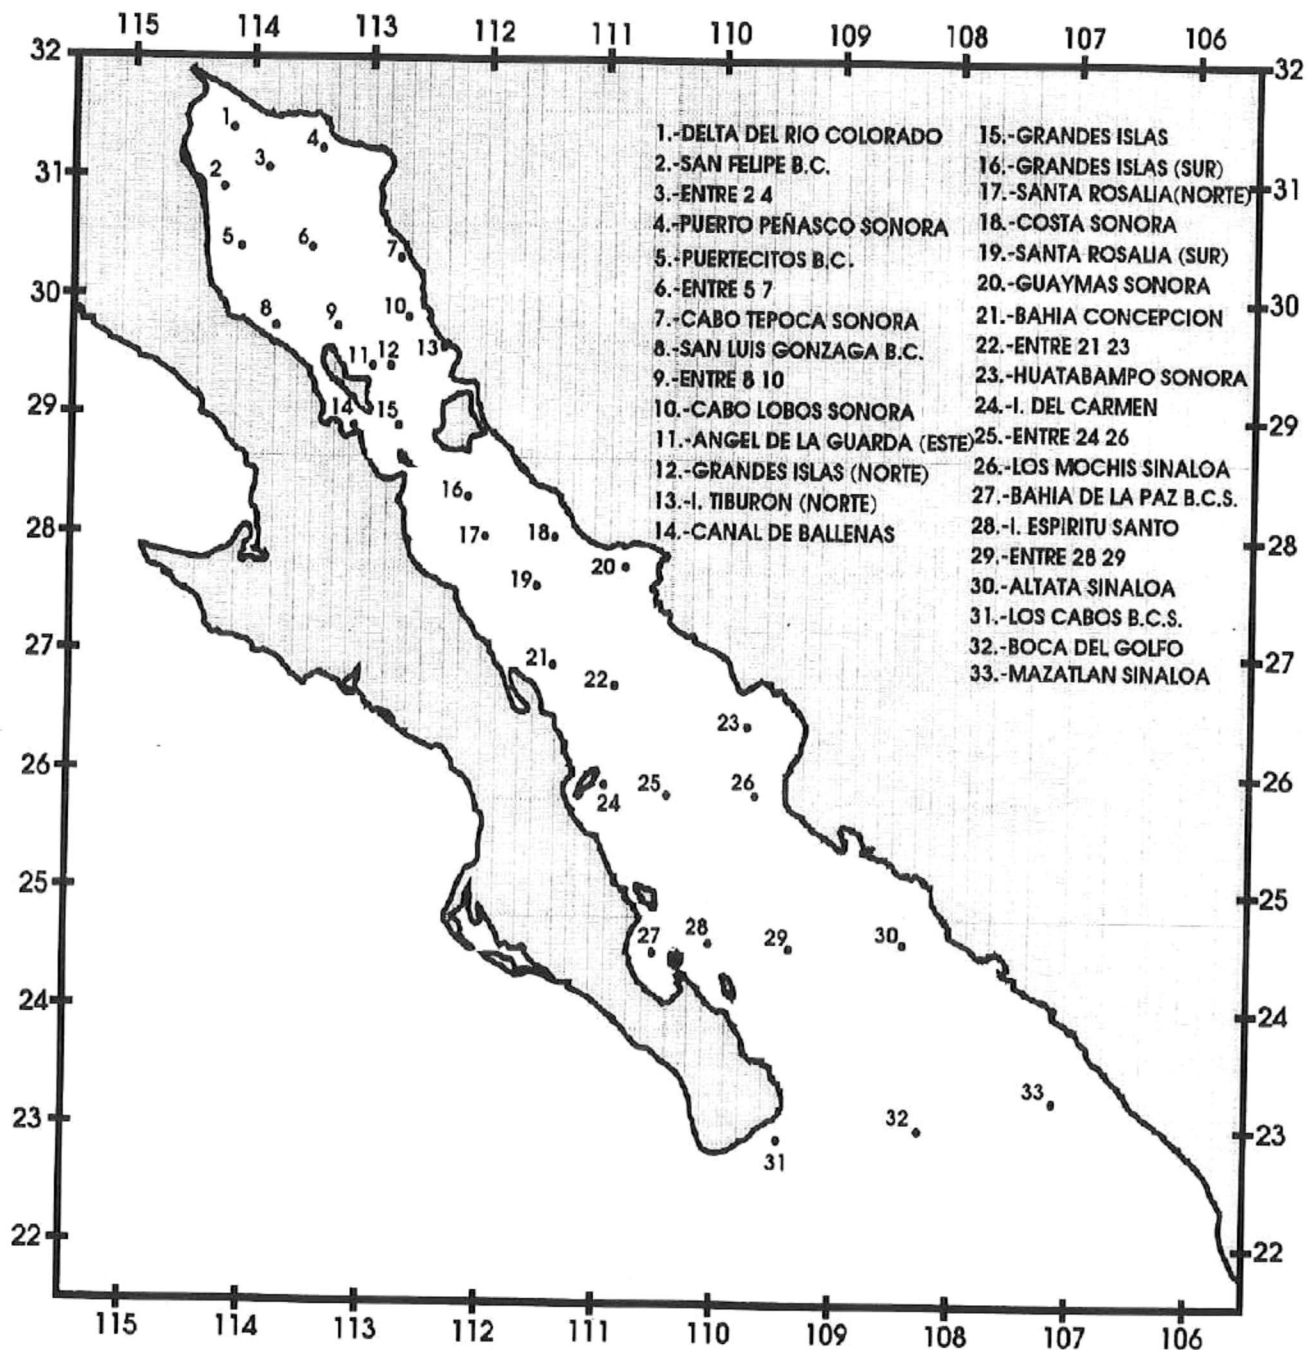 115 114 113 112 111 110 109 108 107 106
32 32
31 31
30 30
29 29
28 28
27 27
26 26
25 25
24 24
23 23
22 22
115 114 113 112 111 110 109 108 107 106
1.-DELTA DEL RIO COLORADO
2.-SAN FELIPE B.C.
3.-ENTRE 2 4
4.-PUERTO PEÑASCO SONORA
5.-PUERTECITOS B.C.
6.-ENTRE 5 7
7.-CABO TEPOCA SONORA
8.-SAN LUIS GONZAGA B.C.
9.-ENTRE 8 10
10.-CABO LOBOS SONORA
11.-ANGEL DE LA GUARDA (ESTE)
12.-GRANDES ISLAS (NORTE)
13.-I. TIBURON (NORTE)
14.-CANAL DE BALLENAS
15.-GRANDES ISLAS
16.-GRANDES ISLAS (SUR)
17.-SANTA ROSALIA(NORTE)
18.-COSTA SONORA
19.-SANTA ROSALIA (SUR)
20.-GUAYMAS SONORA
21.-BAHIA CONCEPCION
22.-ENTRE 21 23
23.-HUATABAMPO SONORA
24.-I. DEL CARMEN
25.-ENTRE 24 26
26.-LOS MOCHIS SINALOA
27.-BAHIA DE LA PAZ B.C.S.
28.-I. ESPIRITU SANTO
29.-ENTRE 28 29
30.-ALTATA SINALOA
31.-LOS CABOS B.C.S.
32.-BOCA DEL GOLFO
33.-MAZATLAN SINALOA
1
4
3
2
5 6
7
8 9 10
11 12 13
14 15
16
17 18
19 20
21
22
23
25 26
24
27 28 29 30
33
32
31